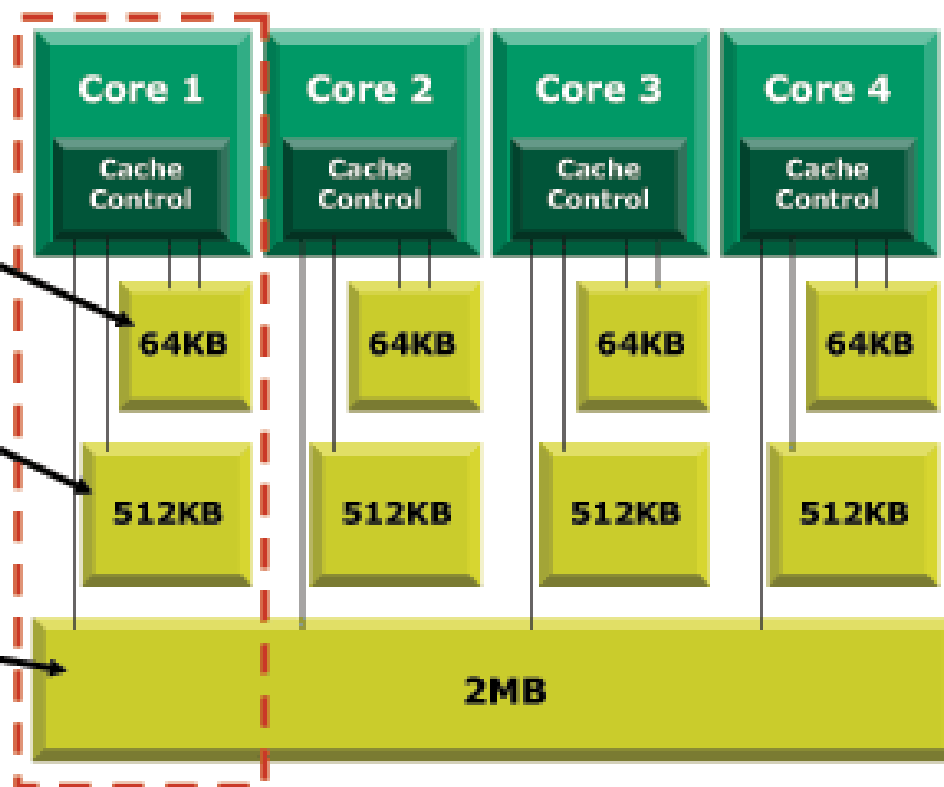 Core 1
Core 2
Core 3
Core 4
Cache
Control
Cache
Control
Cache
Control
Cache
Control
64KB
64KB
64KB
64KB
512KB
512KB
512KB
512KB
2MB